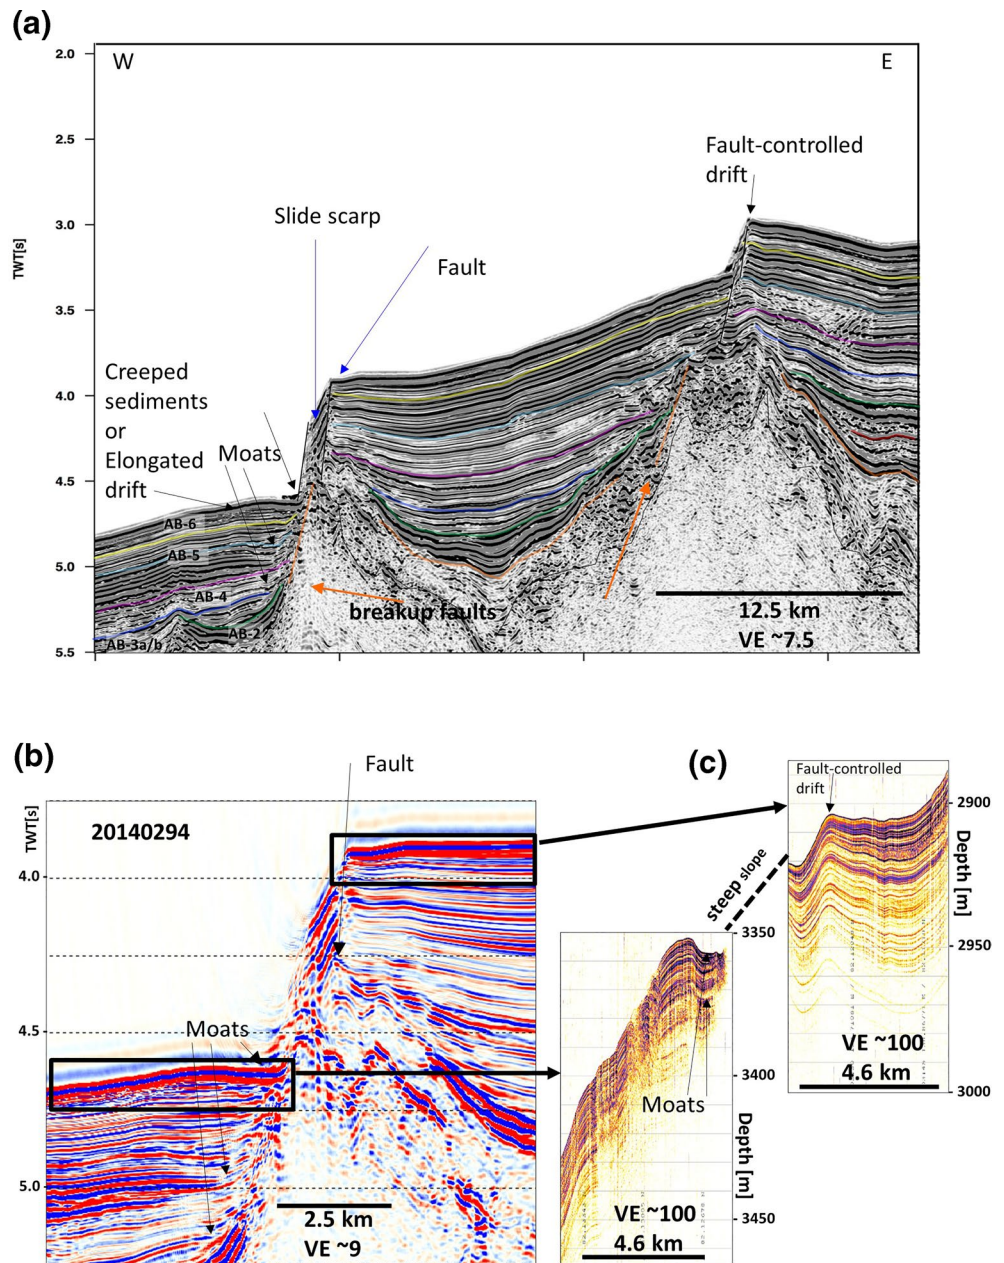 (a)
2.0
W
E
2.5
Fault-controlled
drift
3.0
Slide scarp
TWT[s]
Fault
3.5
Creeped
sediments
or
Elongated
drift
4.0
Moats
4.5
AB-6
AB-5
5.0
AB-4
breakup faults
12.5 km
VE ~7.5
AB-2
AB-3a/b
5.5
(b)
Fault
TWT[s]
20140294
4.0
Moats
4.5
5.0
2.5 km
VE ~9
(c)
Fault-controlled
drift
2900
Depth [m]
2950
VE ~100
4.6 km
3000
steep slope
3350
3400
Moats
Depth [m]
VE ~100
3450
4.6 km